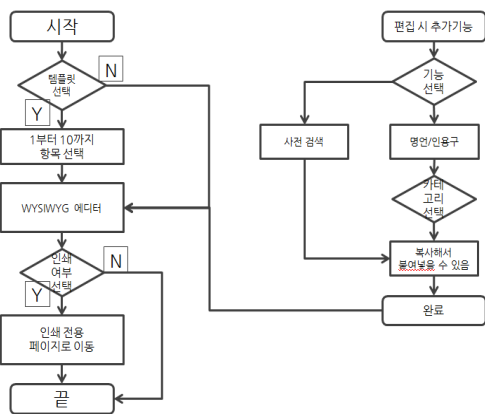 시작
템플릿
선택
N
Y
1부터 10까지
항목 선택
WYSIWYG 에디터
인쇄
여부
선택
N
Y
인쇄 전용
페이지로 이동
끝
편집 시 추가기능
기능
선택
사전 검색
명언/인용구
카테
고리
선택
복사해서
붙여넣을 수 있음
완료